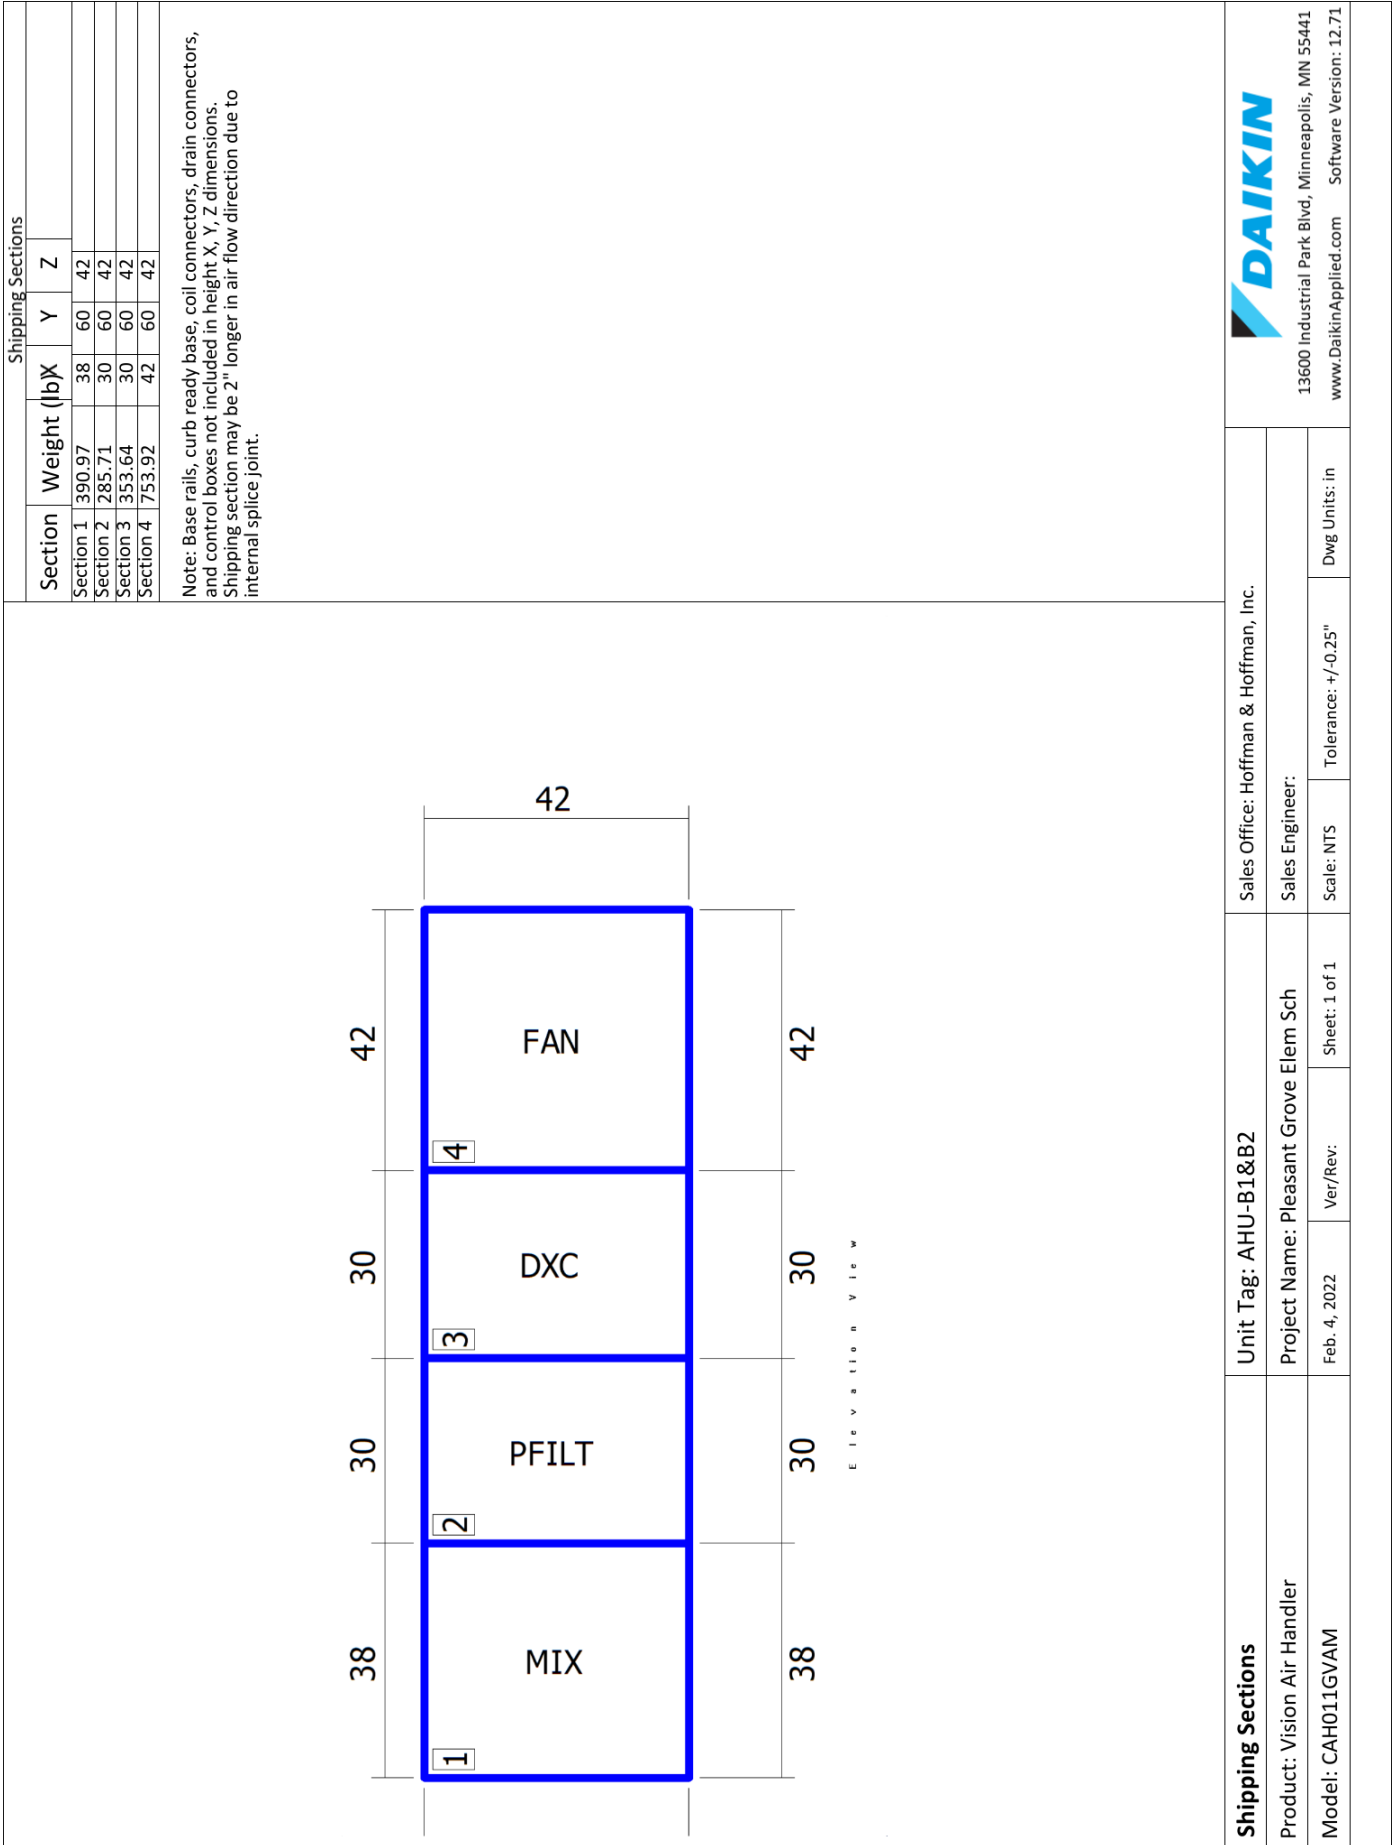 Shipping Sections
Section Weight (lb) X Y Z
Section 1 390.97 38 60 42
Section 2 285.71 30 60 42
Section 3 353.64 30 60 42
Section 4 753.92 42 60 42
Note: Base rails, curb ready base, coil connectors, drain connectors,
and control boxes not included in height X, Y, Z dimensions.
Shipping section may be 2" longer in air flow direction due to
internal splice joint.
38 30 30 42
1 2 3 4
MIX PFILT DXC FAN
42
38 30 30 42
Elevation View
Shipping Sections
Product: Vision Air Handler
Model: CAH011GVAM
Unit Tag: AHU-B1&B2
Project Name: Pleasant Grove Elem Sch
Feb. 4, 2022 Ver/Rev: Sheet: 1 of 1
Sales Office: Hoffman & Hoffman, Inc.
Sales Engineer:
Scale: NTS Tolerance: +/-0.25" Dwg Units: in
DAIKIN
13600 Industrial Park Blvd, Minneapolis, MN 55441
www.DaikinApplied.com Software Version: 12.71